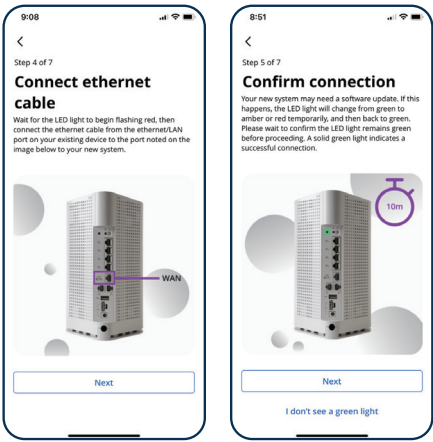 9:08
Step 4 of 7
Connect ethernet
cable
Wait for the LED light to begin flashing red, then
connect the ethernet cable from the ethernet/LAN
port on your existing device to the port noted on the
image below to your new system.
WAN
Next
8:51
Step 5 of 7
Confirm connection
Your new system may need a software update. If this
happens, the LED light will change from green to
amber or red temporarily, and then back to green.
Please wait to confirm the LED light remains green
before proceeding. A solid green light indicates a
successful connection.
10m
Next
I don't see a green light